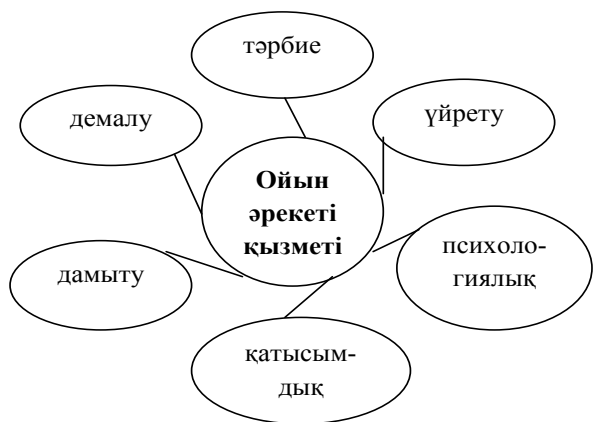 тәрбие
демалу
үйрету
Ойын
әрекеті
қызметі
психоло-
гиялық
дамыту
қатысым-
дық